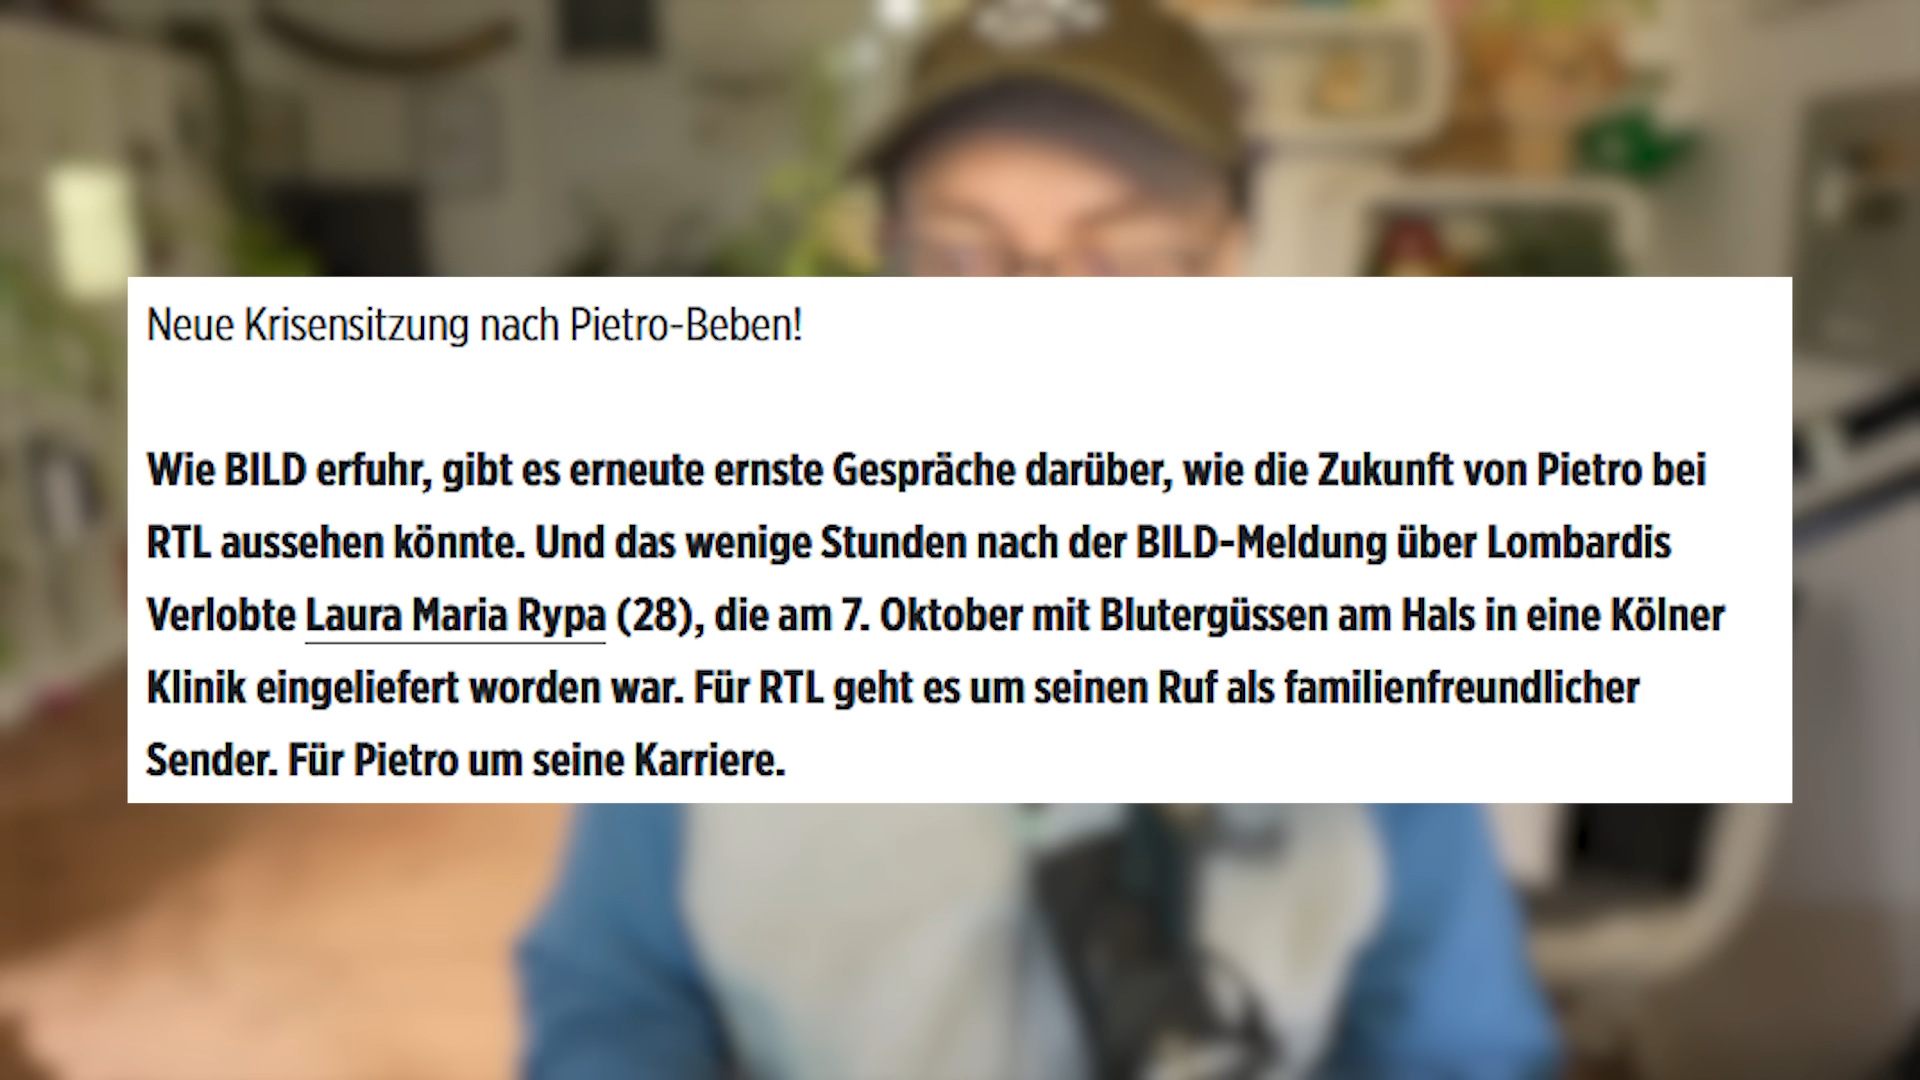 Neue Krisensitzung nach Pietro-Beben!
Wie BILD erfuhr, gibt es erneute ernste Gespräche darüber, wie die Zukunft von Pietro bei
RTL aussehen könnte. Und das wenige Stunden nach der BILD-Meldung über Lombardis
Verlobte Laura Maria Rypa (28), die am 7. Oktober mit Blutergüssen am Hals in eine Kölner
Klinik eingeliefert worden war. Für RTL geht es um seinen Ruf als familienfreundlicher
Sender. Für Pietro um seine Karriere.